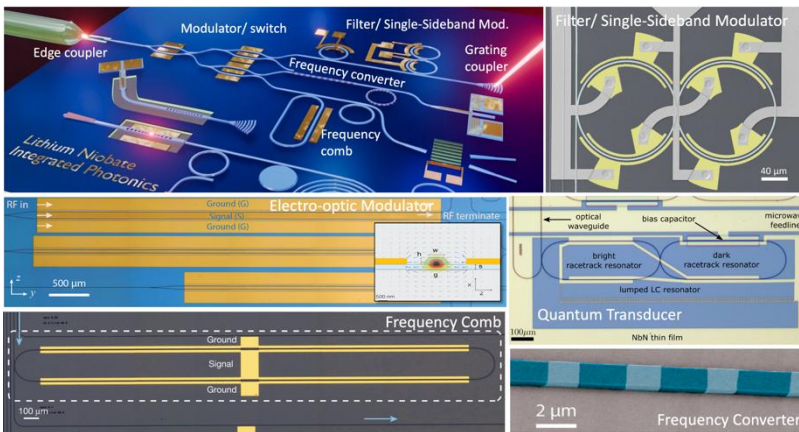 Edge coupler
Modulator/ switch
Filter/ Single-Sideband Mod.
Grating
coupler
Frequency converter
Frequency
comb
Lithium Niobate
Integrated Photonics
Filter/ Single-Sideband Modulator
40 µm
RF in
Ground (G)
Signal (S)
Ground (G)
Electro-optic Modulator
RF terminate
500 µm
z
y
h
w
g
s
x
z
500 nm
optical
waveguide
bias capacitor
microwave
feedline
bright
racetrack resonator
dark
racetrack resonator
lumped LC resonator
Quantum Transducer
100µm
NbN thin film
Frequency Comb
Ground
Signal
Ground
100 µm
2 µm
Frequency Converter